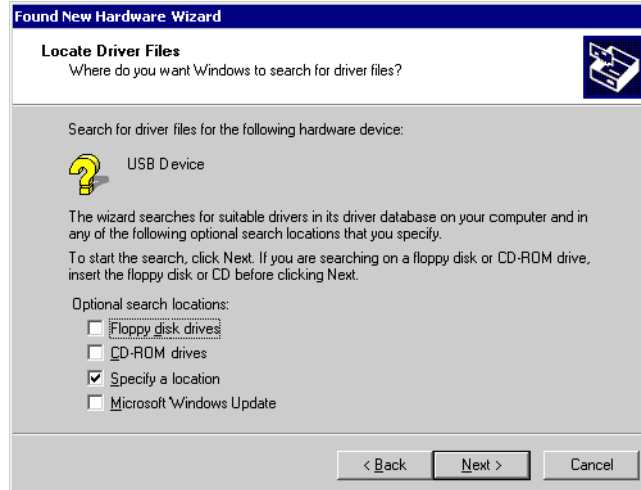 Found New Hardware Wizard
Locate Driver Files
Where do you want Windows to search for driver files?
Search for driver files for the following hardware device:
USB Device
The wizard searches for suitable drivers in its driver database on your computer and in
any of the following optional search locations that you specify.
To start the search, click Next. If you are searching on a floppy disk or CD-ROM drive,
insert the floppy disk or CD before clicking Next.
Optional search locations:
Floppy disk drives
CD-ROM drives
Specify a location
Microsoft Windows Update
< Back Next > Cancel